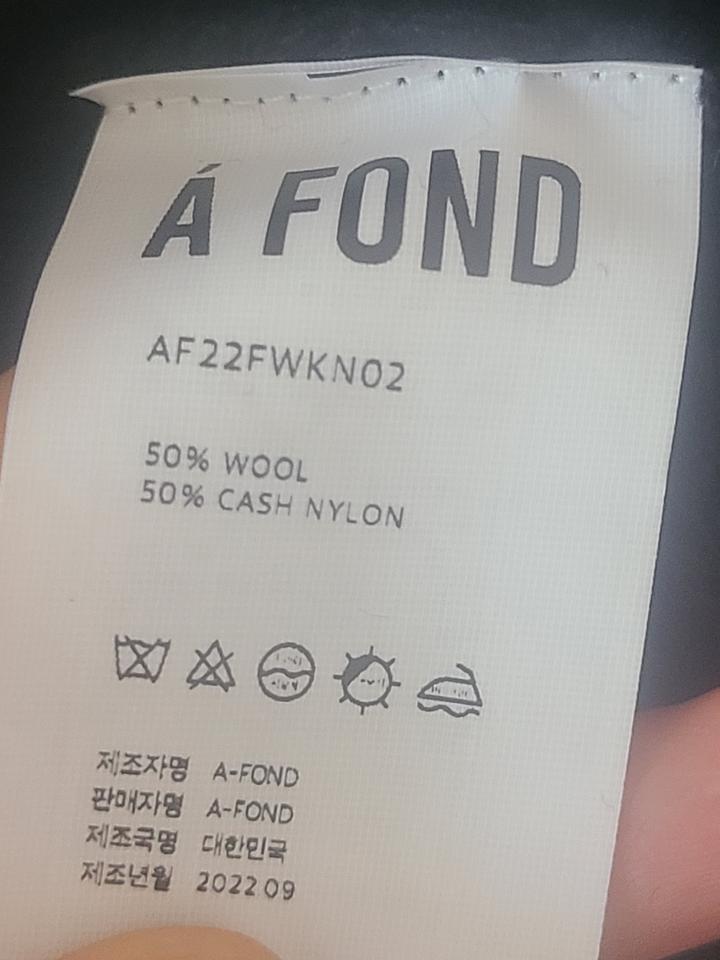 Á FOND
AF22FWKN02
50% WOOL
50% CASH NYLON
제조자명 A-FOND
판매자명 A-FOND
제조국명 대한민국
제조년월 2022 09